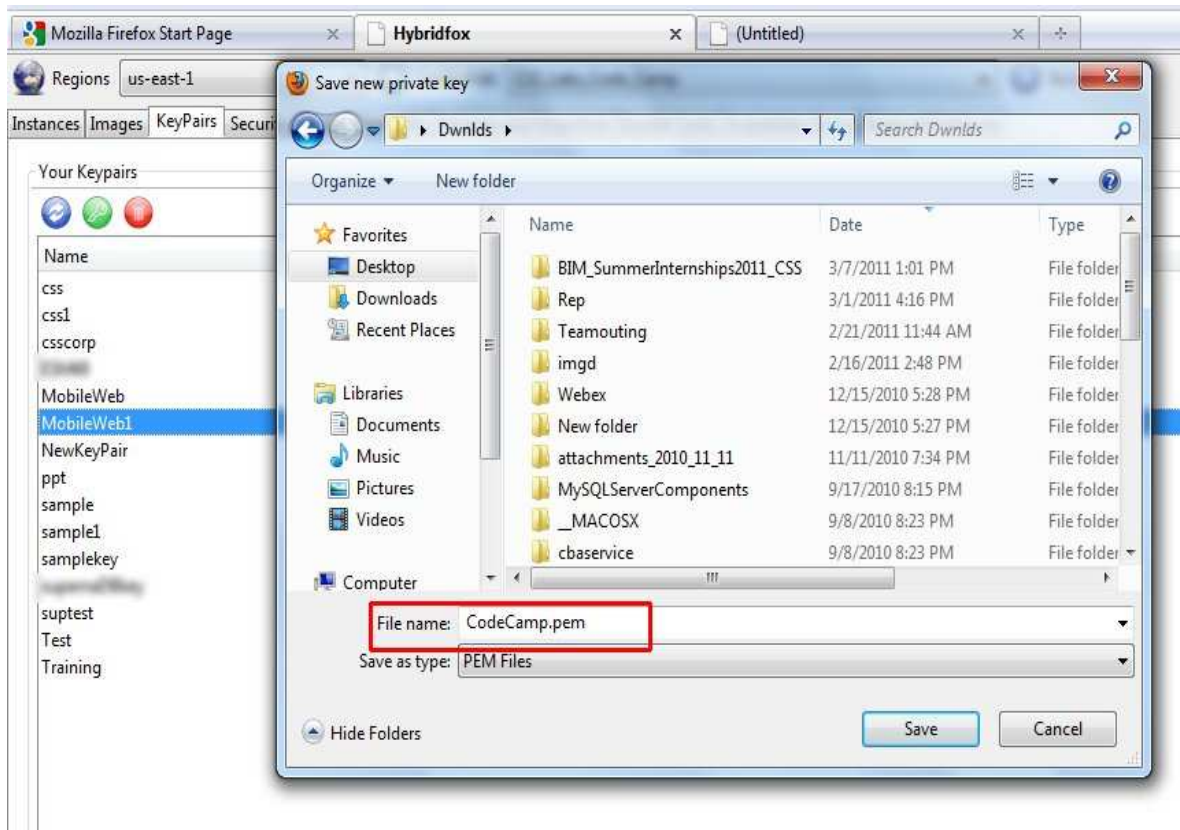 Mozilla Firefox Start Page
Hybridfox
(Untitled)
Regions us-east-1
Save new private key
Instances Images KeyPairs Securi
Dwnlds
Search Dwnlds
Your Keypairs
Organize New folder
Name
css
css1
csscorp
MobileWeb
MobileWeb1
NewKeyPair
ppt
sample
sample1
samplekey
suptest
Test
Training
Favorites
Desktop
Downloads
Recent Places
Libraries
Documents
Music
Pictures
Videos
Computer
Name Date Type
BIM_SummerInternships2011_CSS 3/7/2011 1:01 PM File folder
Rep 3/1/2011 4:16 PM File folder
Teamouting 2/21/2011 11:44 AM File folder
imgd 2/16/2011 2:48 PM File folder
Webex 12/15/2010 5:28 PM File folder
New folder 12/15/2010 5:27 PM File folder
attachments_2010_11_11 11/11/2010 7:34 PM File folder
MySQLServerComponents 9/17/2010 8:15 PM File folder
__MACOSX 9/8/2010 8:23 PM File folder
cbaservice 9/8/2010 8:23 PM File folder
File name: CodeCamp.pem
Save as type: PEM Files
Hide Folders
Save
Cancel